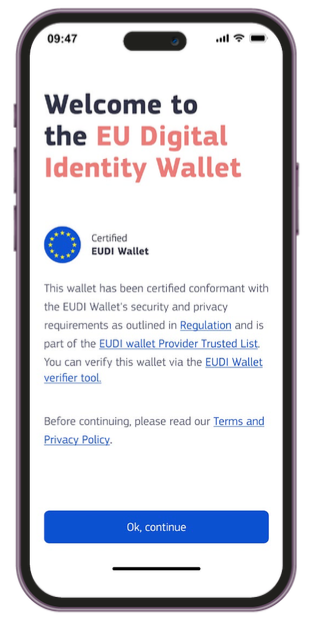 09:47
Welcome to
the EU Digital
Identity Wallet
Certified
EUDI Wallet
This wallet has been certified conformant with
the EUDI Wallet's security and privacy
requirements as outlined in Regulation and is
part of the EUDI wallet Provider Trusted List.
You can verify this wallet via the EUDI Wallet
verifier tool.
Before continuing, please read our Terms and
Privacy Policy.
Ok, continue